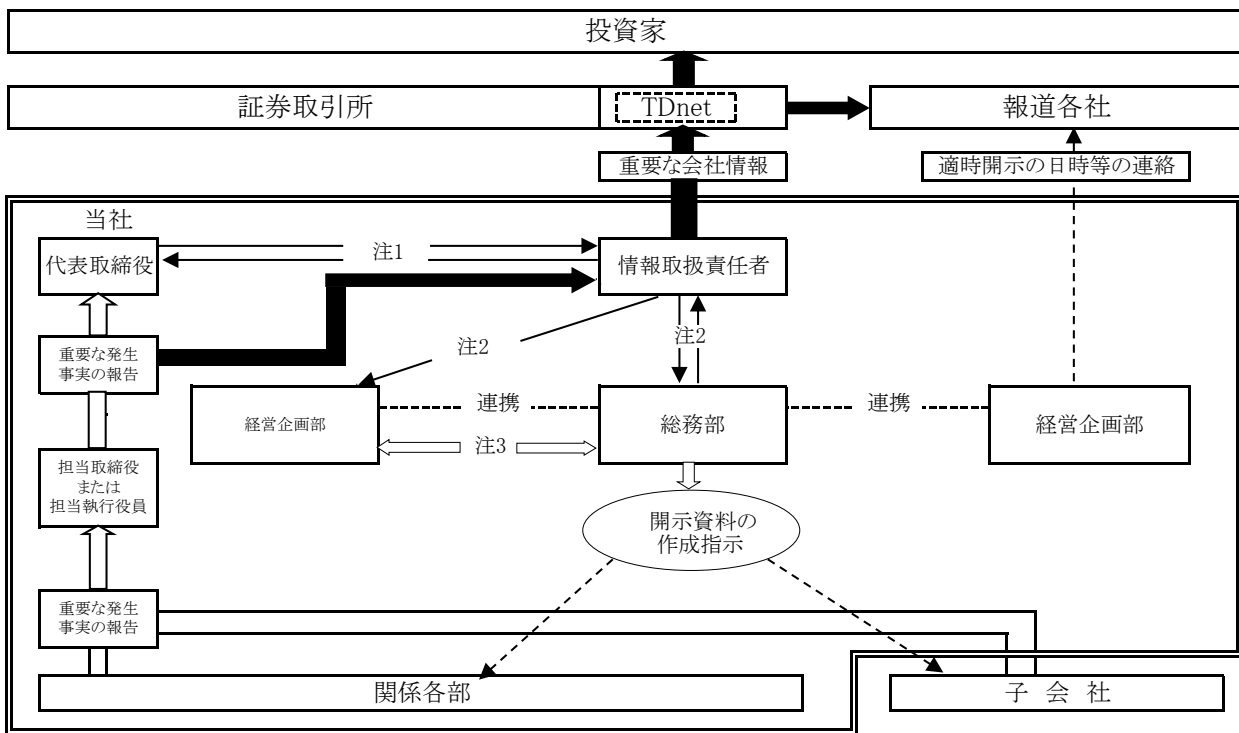 投資家
証券取引所
TDnet
報道各社
重要な会社情報
適時開示の日時等の連絡
当社
代表取締役
注1
情報取扱責任者
重要な発生
事実の報告
注2
注2
経営企画部
連携
総務部
連携
経営企画部
注3
担当取締役
または
担当執行役員
開示資料の
作成指示
重要な発生
事実の報告
関係各部
子 会 社